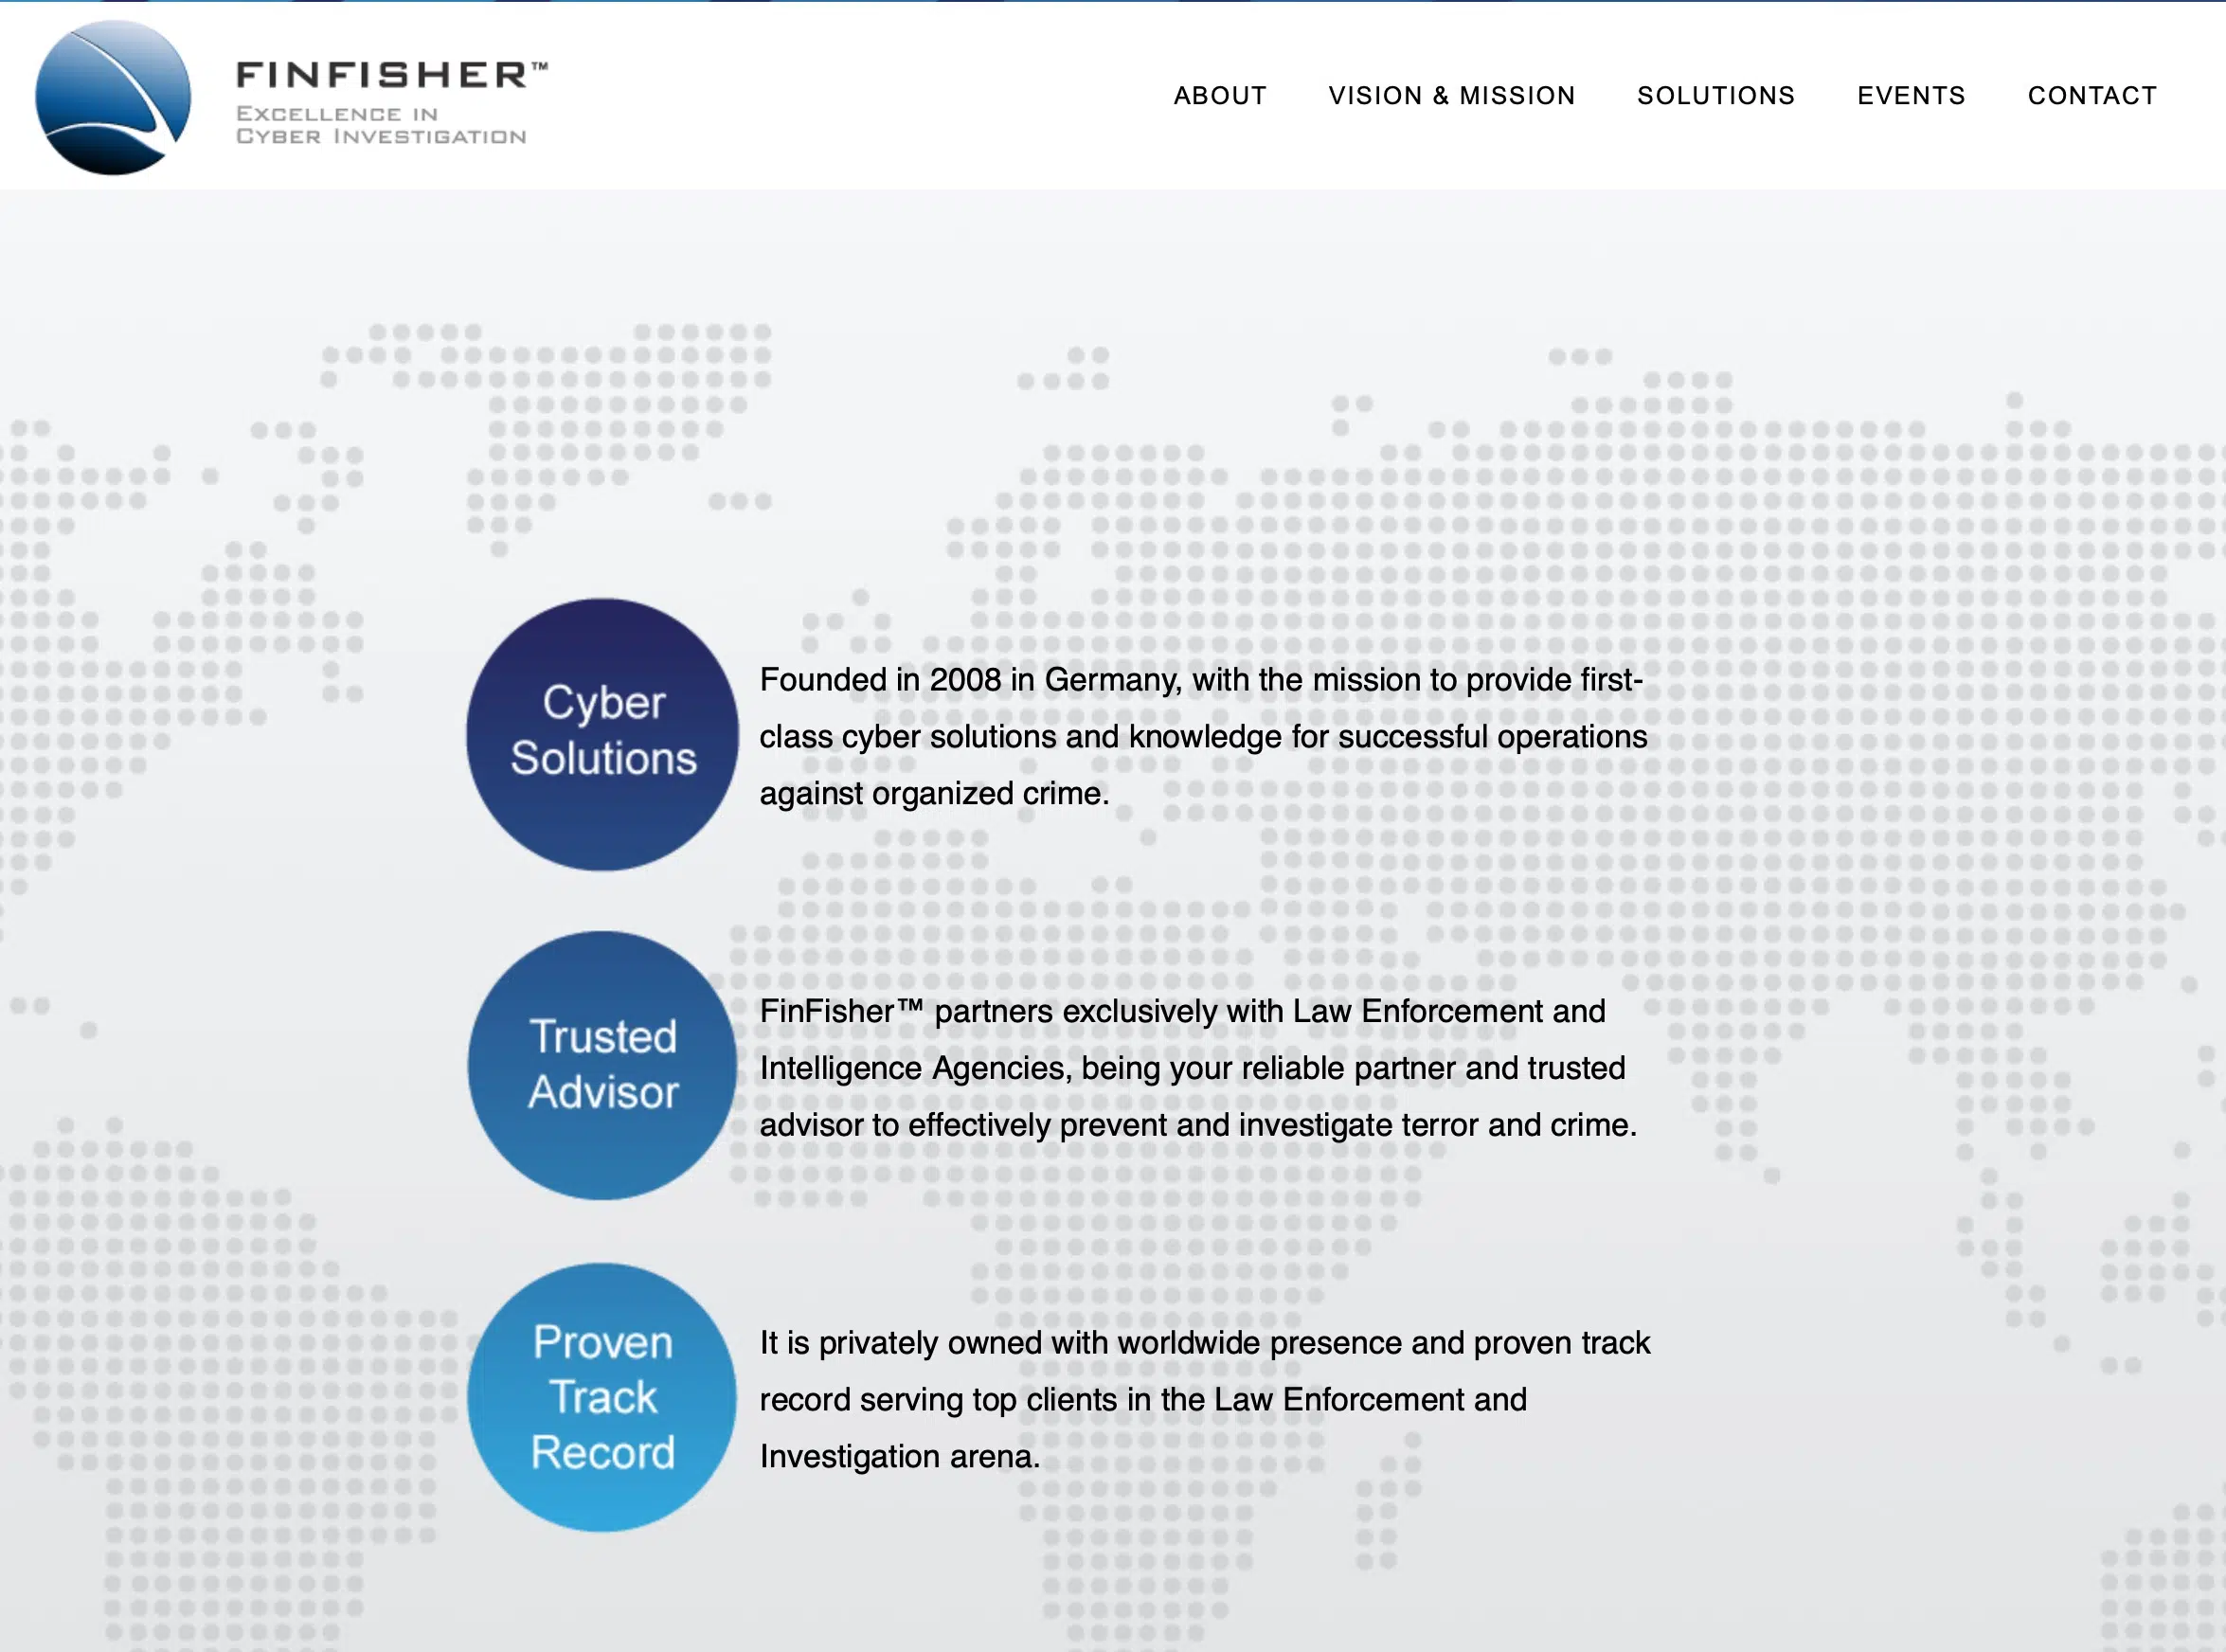 FINFISHER™
EXCELLENCE IN
CYBER INVESTIGATION
ABOUT VISION & MISSION SOLUTIONS EVENTS CONTACT
Cyber
Solutions
Founded in 2008 in Germany, with the mission to provide first-
class cyber solutions and knowledge for successful operations
against organized crime.
Trusted
Advisor
FinFisher™ partners exclusively with Law Enforcement and
Intelligence Agencies, being your reliable partner and trusted
advisor to effectively prevent and investigate terror and crime.
Proven
Track
Record
It is privately owned with worldwide presence and proven track
record serving top clients in the Law Enforcement and
Investigation arena.